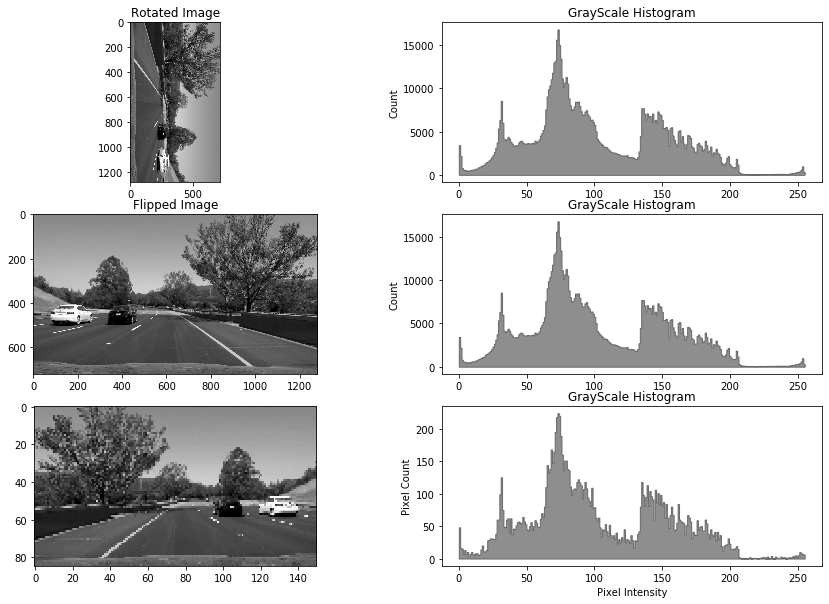 Rotated Image
0
200
400
600
800
1000
1200
0 500
GrayScale Histogram
15000
10000
5000
0
Count
0 50 100 150 200 250
Flipped Image
0
200
400
600
0 200 400 600 800 1000 1200
GrayScale Histogram
15000
10000
5000
0
Count
0 50 100 150 200 250
0
20
40
60
80
0 20 40 60 80 100 120 140
GrayScale Histogram
200
150
100
50
0
Pixel Count
0 50 100 150 200 250
Pixel Intensity